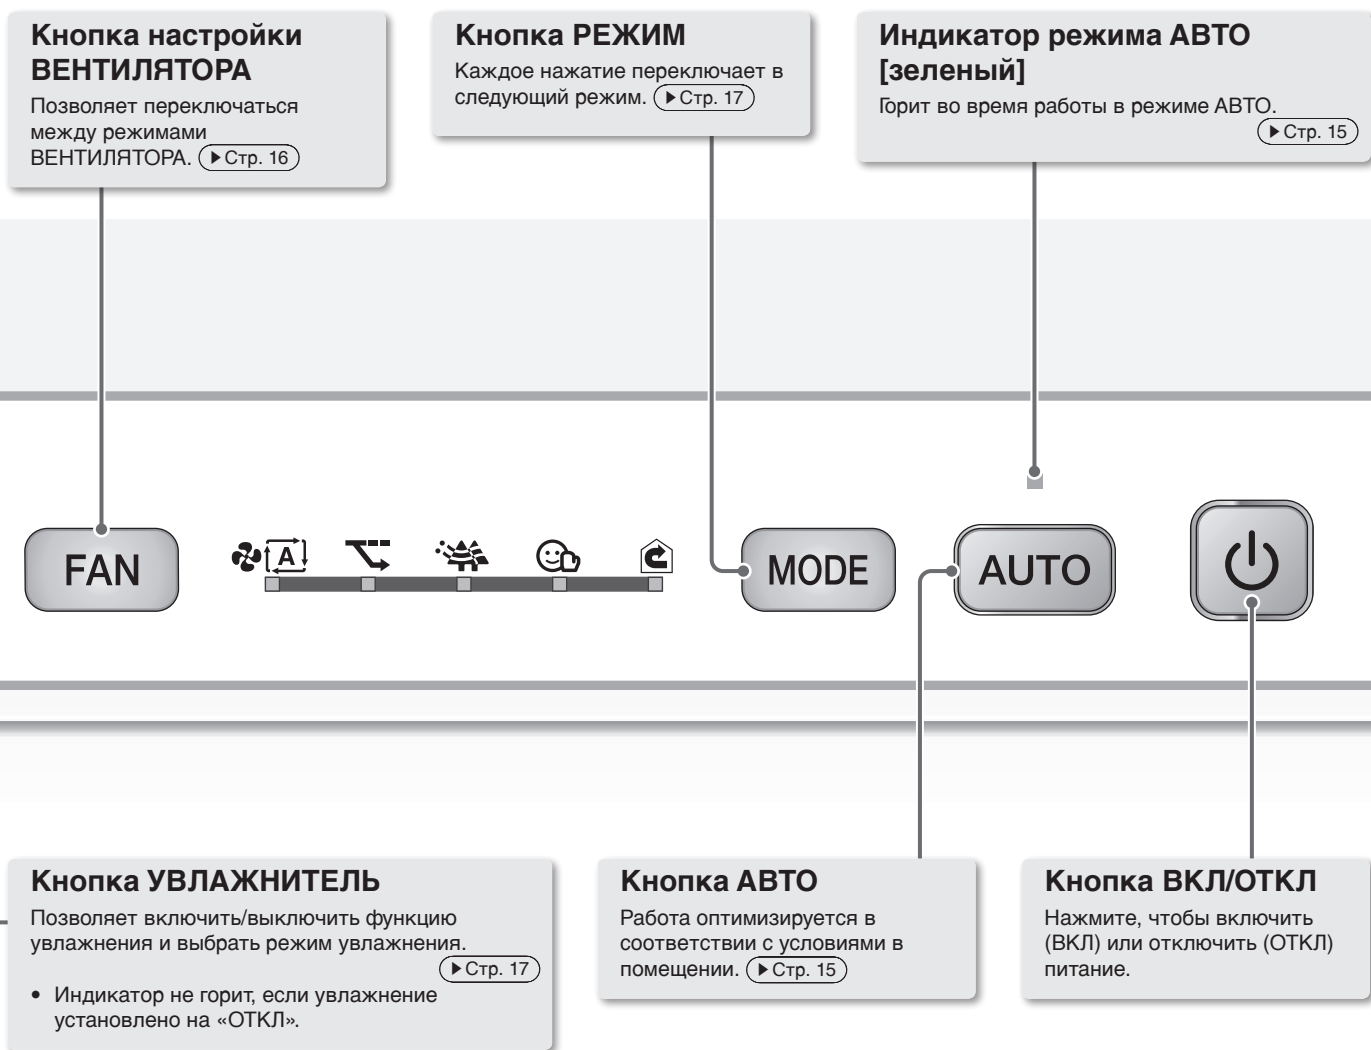 Кнопка настройки
ВЕНТИЛЯТОРА
Позволяет переключаться
между режимами
ВЕНТИЛЯТОРА. ▶Стр. 16
Кнопка РЕЖИМ
Каждое нажатие переключает в
следующий режим. ▶Стр. 17
Индикатор режима АВТО
[зеленый]
Горит во время работы в режиме АВТО.
▶Стр. 15
FAN
A
MODE
AUTO
Кнопка УВЛАЖНИТЕЛЬ
Позволяет включить/выключить функцию
увлажнения и выбрать режим увлажнения.
▶Стр. 17
• Индикатор не горит, если увлажнение
установлено на «ОТКЛ».
Кнопка АВТО
Работа оптимизируется в
соответствии с условиями в
помещении. ▶Стр. 15
Кнопка ВКЛ/ОТКЛ
Нажмите, чтобы включить
(ВКЛ) или отключить (ОТКЛ)
питание.